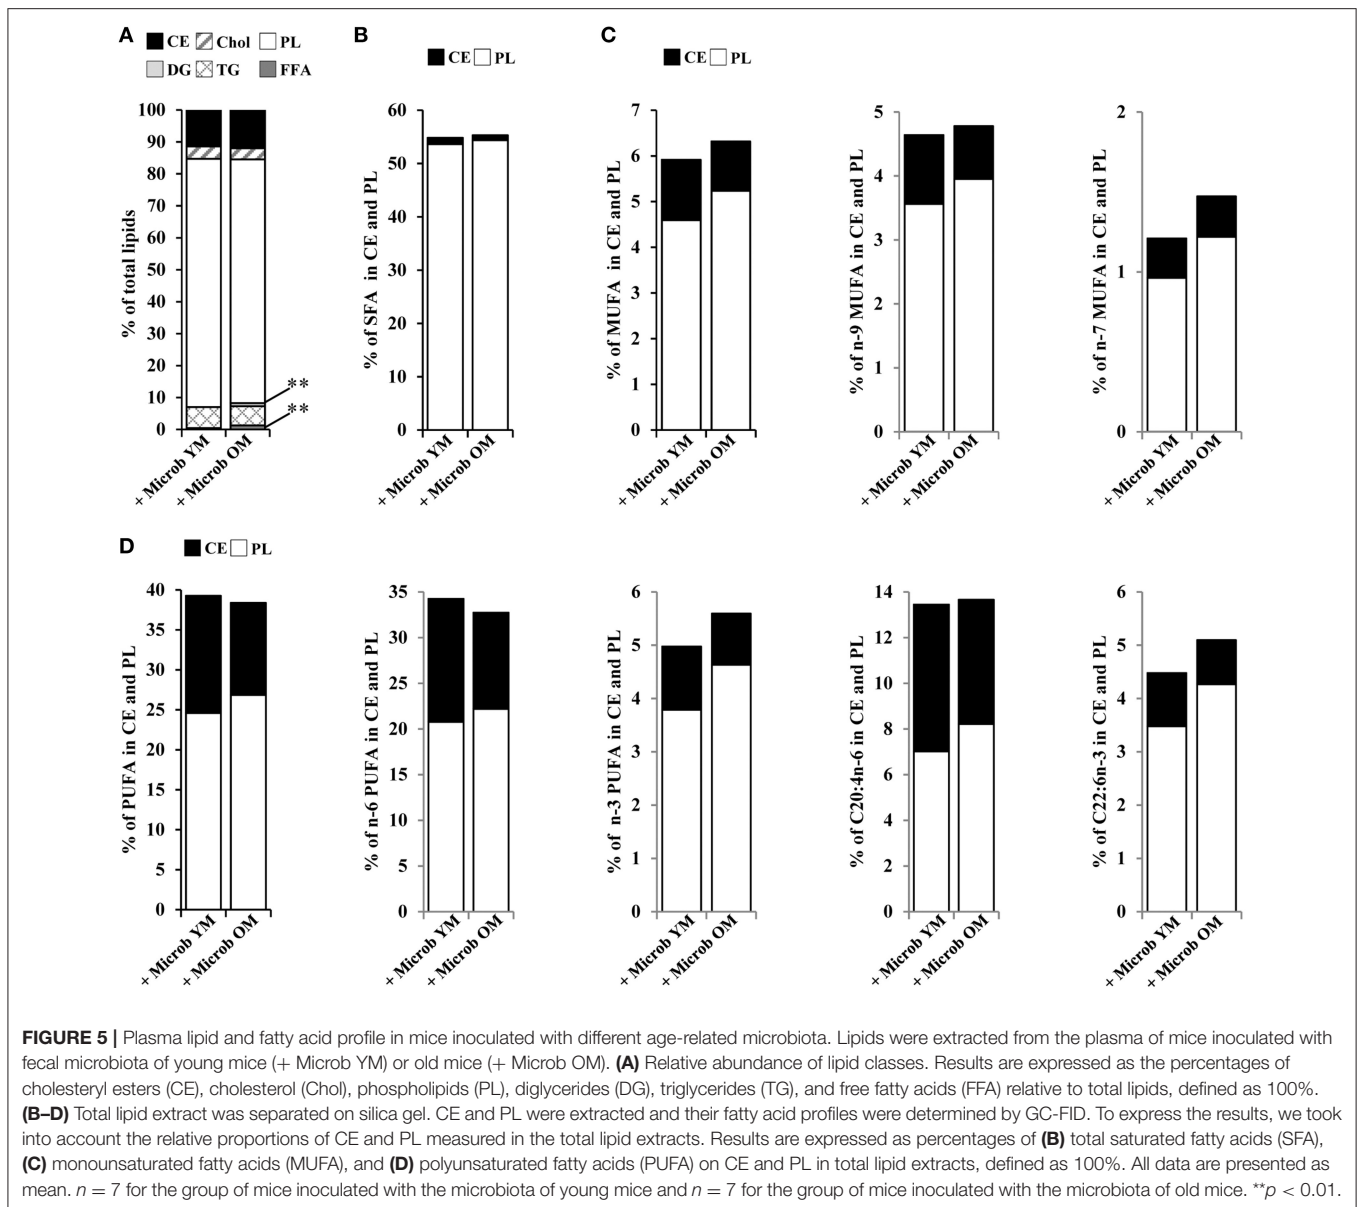 A
CE Chol PL
DG TG FFA
% of total lipids
100
90
80
70
60
50
40
30
20
10
0
**
**
+ Microb YM
+ Microb OM
B
CE PL
% of SFA in CE and PL
60
50
40
30
20
10
0
+ Microb YM
+ Microb OM
C
CE PL
% of MUFA in CE and PL
7
6
5
4
3
2
1
0
+ Microb YM
+ Microb OM
% of n-9 MUFA in CE and PL
5
4
3
2
1
0
+ Microb YM
+ Microb OM
% of n-7 MUFA in CE and PL
2
1
0
+ Microb YM
+ Microb OM
D
CE PL
% of PUFA in CE and PL
40
35
30
25
20
15
10
5
0
+ Microb YM
+ Microb OM
% of n-6 PUFA in CE and PL
35
30
25
20
15
10
5
0
+ Microb YM
+ Microb OM
% of n-3 PUFA in CE and PL
6
5
4
3
2
1
0
+ Microb YM
+ Microb OM
% of C20:4n-6 in CE and PL
14
12
10
8
6
4
2
0
+ Microb YM
+ Microb OM
% of C22:6n-3 in CE and PL
6
5
4
3
2
1
0
+ Microb YM
+ Microb OM
FIGURE 5 | Plasma lipid and fatty acid profile in mice inoculated with different age-related microbiota. Lipids were extracted from the plasma of mice inoculated with
fecal microbiota of young mice (+ Microb YM) or old mice (+ Microb OM). (A) Relative abundance of lipid classes. Results are expressed as the percentages of
cholesteryl esters (CE), cholesterol (Chol), phospholipids (PL), diglycerides (DG), triglycerides (TG), and free fatty acids (FFA) relative to total lipids, defined as 100%.
(B–D) Total lipid extract was separated on silica gel. CE and PL were extracted and their fatty acid profiles were determined by GC-FID. To express the results, we took
into account the relative proportions of CE and PL measured in the total lipid extracts. Results are expressed as percentages of (B) total saturated fatty acids (SFA),
(C) monounsaturated fatty acids (MUFA), and (D) polyunsaturated fatty acids (PUFA) on CE and PL in total lipid extracts, defined as 100%. All data are presented as
mean. n = 7 for the group of mice inoculated with the microbiota of young mice and n = 7 for the group of mice inoculated with the microbiota of old mice. **p < 0.01.